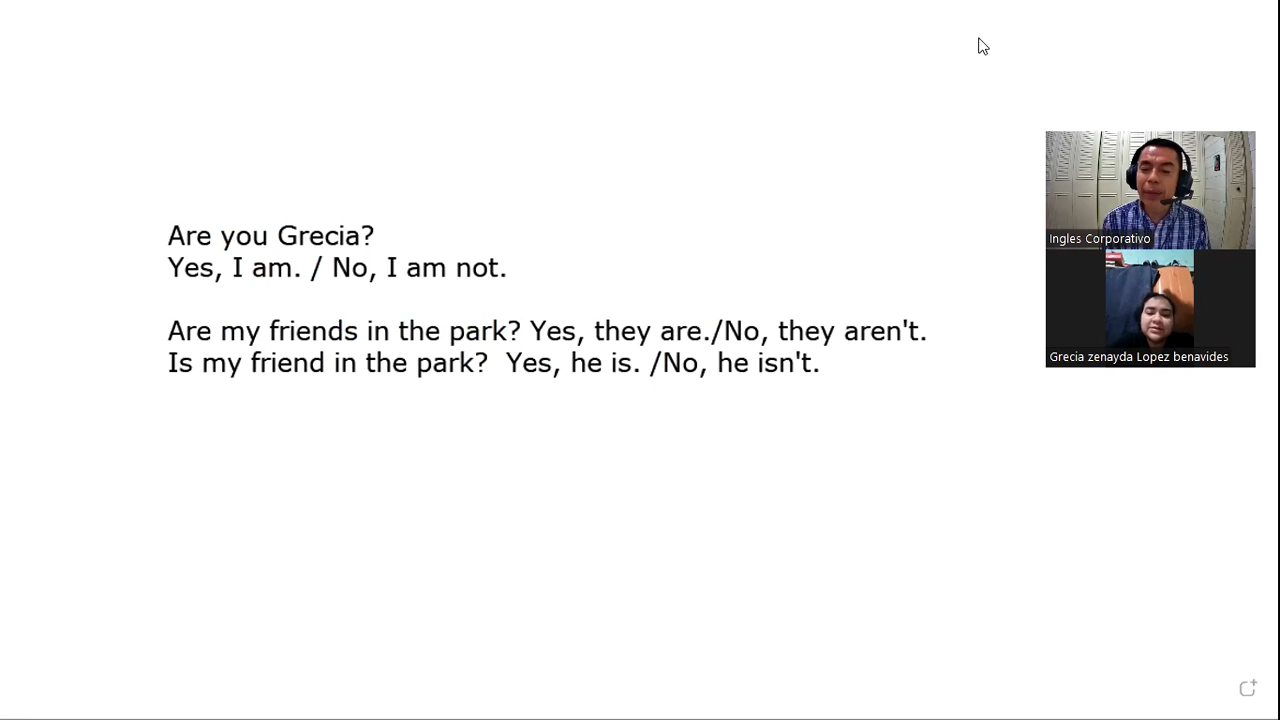 Are you Grecia?
Yes, I am. / No, I am not.
Are my friends in the park? Yes, they are./No, they aren't.
Is my friend in the park?  Yes, he is. /No, he isn't.
Ingles Corporativo
Grecia zenayda Lopez benavides